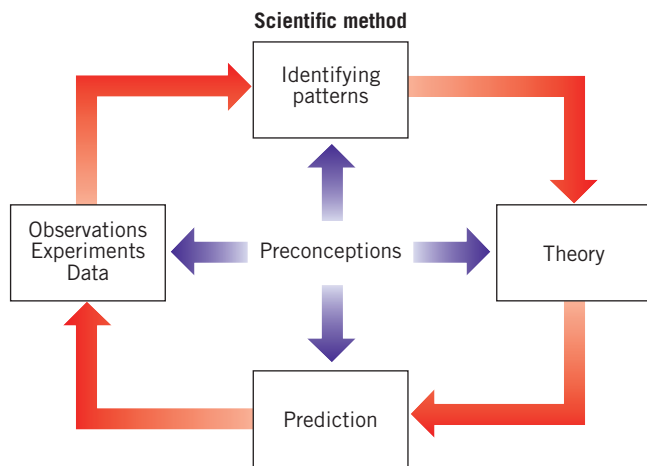 Scientific method
Identifying
patterns
Observations
Experiments
Data
Preconceptions
Theory
Prediction